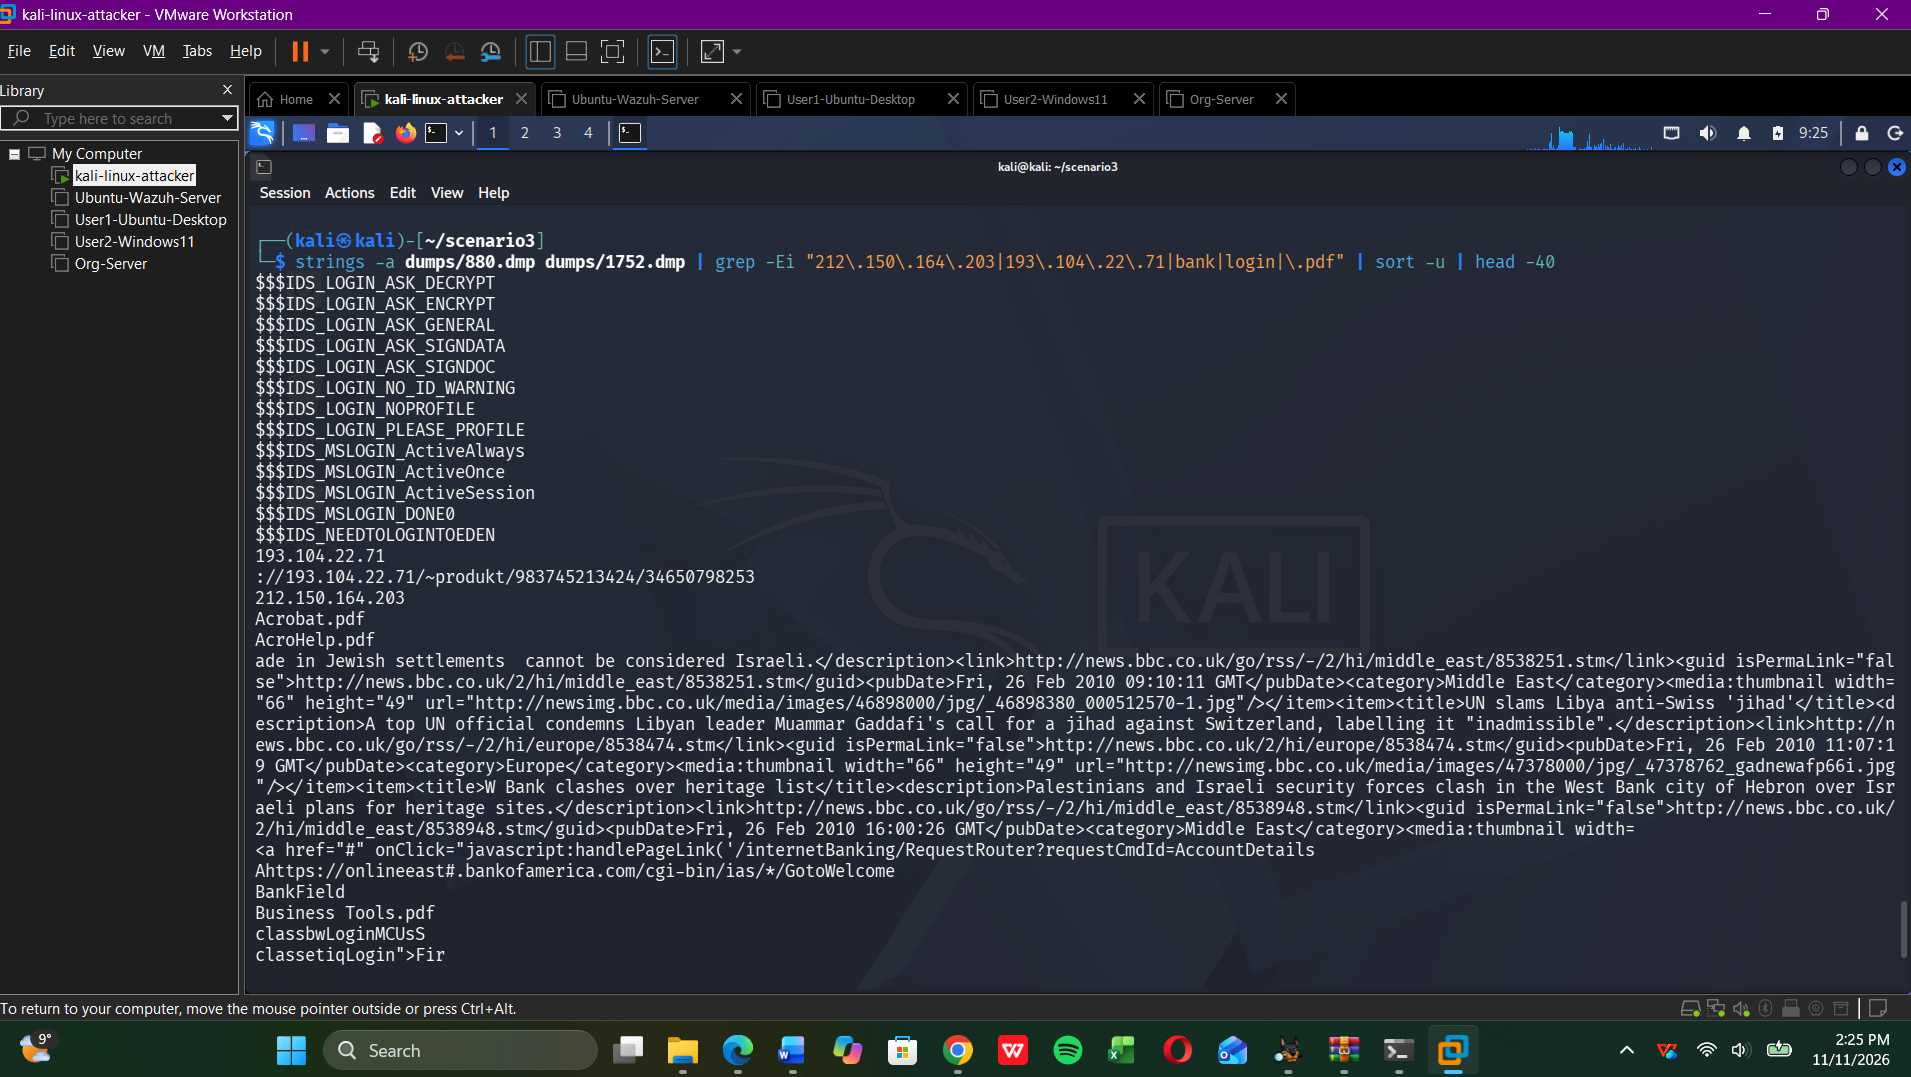 kali-linux-attacker - VMware Workstation
File Edit View VM Tabs Help
Library
Type here to search
My Computer
kali-linux-attacker
Ubuntu-Wazuh-Server
User1-Ubuntu-Desktop
User2-Windows11
Org-Server
Home kali-linux-attacker Ubuntu-Wazuh-Server User1-Ubuntu-Desktop User2-Windows11 Org-Server
1 2 3 4 9:25
kali@kali: ~/scenario3
Session Actions Edit View Help
┌──(kali㉿kali)-[~/scenario3]
└─$ strings -a dumps/880.dmp dumps/1752.dmp | grep -Ei "212\.150\.164\.203|193\.104\.22\.71|bank|login|\.pdf" | sort -u | head -40
$$$IDS_LOGIN_ASK_DECRYPT
$$$IDS_LOGIN_ASK_ENCRYPT
$$$IDS_LOGIN_ASK_GENERAL
$$$IDS_LOGIN_ASK_SIGNDATA
$$$IDS_LOGIN_ASK_SIGNDOC
$$$IDS_LOGIN_NO_ID_WARNING
$$$IDS_LOGIN_NOPROFILE
$$$IDS_LOGIN_PLEASE_PROFILE
$$$IDS_MSLOGIN_ActiveAlways
$$$IDS_MSLOGIN_ActiveOnce
$$$IDS_MSLOGIN_ActiveSession
$$$IDS_MSLOGIN_DONE0
$$$IDS_NEEDTOLOGINTOEDEN
193.104.22.71
://193.104.22.71/~produkt/983745213424/34650798253
212.150.164.203
Acrobat.pdf
AcroHelp.pdf
ade in Jewish settlements  cannot be considered Israeli.</description><link>http://news.bbc.co.uk/go/rss/-/2/hi/middle_east/8538251.stm</link><guid isPermaLink="fal
se">http://news.bbc.co.uk/2/hi/middle_east/8538251.stm</guid><pubDate>Fri, 26 Feb 2010 09:10:11 GMT</pubDate><category>Middle East</category><media:thumbnail width=
"66" height="49" url="http://newsimg.bbc.co.uk/media/images/46898000/jpg/_46898380_000512570-1.jpg"/></item><item><title>UN slams Libya anti-Swiss 'jihad'</title><d
escription>A top UN official condemns Libyan leader Muammar Gaddafi's call for a jihad against Switzerland, labelling it "inadmissible".</description><link>http://n
ews.bbc.co.uk/go/rss/-/2/hi/europe/8538474.stm</link><guid isPermaLink="false">http://news.bbc.co.uk/2/hi/europe/8538474.stm</guid><pubDate>Fri, 26 Feb 2010 11:07:1
9 GMT</pubDate><category>Europe</category><media:thumbnail width="66" height="49" url="http://newsimg.bbc.co.uk/media/images/47378000/jpg/_47378762_gadnewafp66i.jpg
"/></item><item><title>W Bank clashes over heritage list</title><description>Palestinians and Israeli security forces clash in the West Bank city of Hebron over Isr
aeli plans for heritage sites.</description><link>http://news.bbc.co.uk/go/rss/-/2/hi/middle_east/8538948.stm</link><guid isPermaLink="false">http://news.bbc.co.uk/
2/hi/middle_east/8538948.stm</guid><pubDate>Fri, 26 Feb 2010 16:00:26 GMT</pubDate><category>Middle East</category><media:thumbnail width=
<a href="#" onClick="javascript:handlePageLink('/internetBanking/RequestRouter?requestCmdId=AccountDetails
Ahttps://onlineeast#.bankofamerica.com/cgi-bin/ias/*/GotoWelcome
BankField
Business Tools.pdf
classbwLoginMCUsS
classetiqLogin">Fir
KALI
To return to your computer, move the mouse pointer outside or press Ctrl+Alt.
9°
Search
2:25 PM
11/11/2026